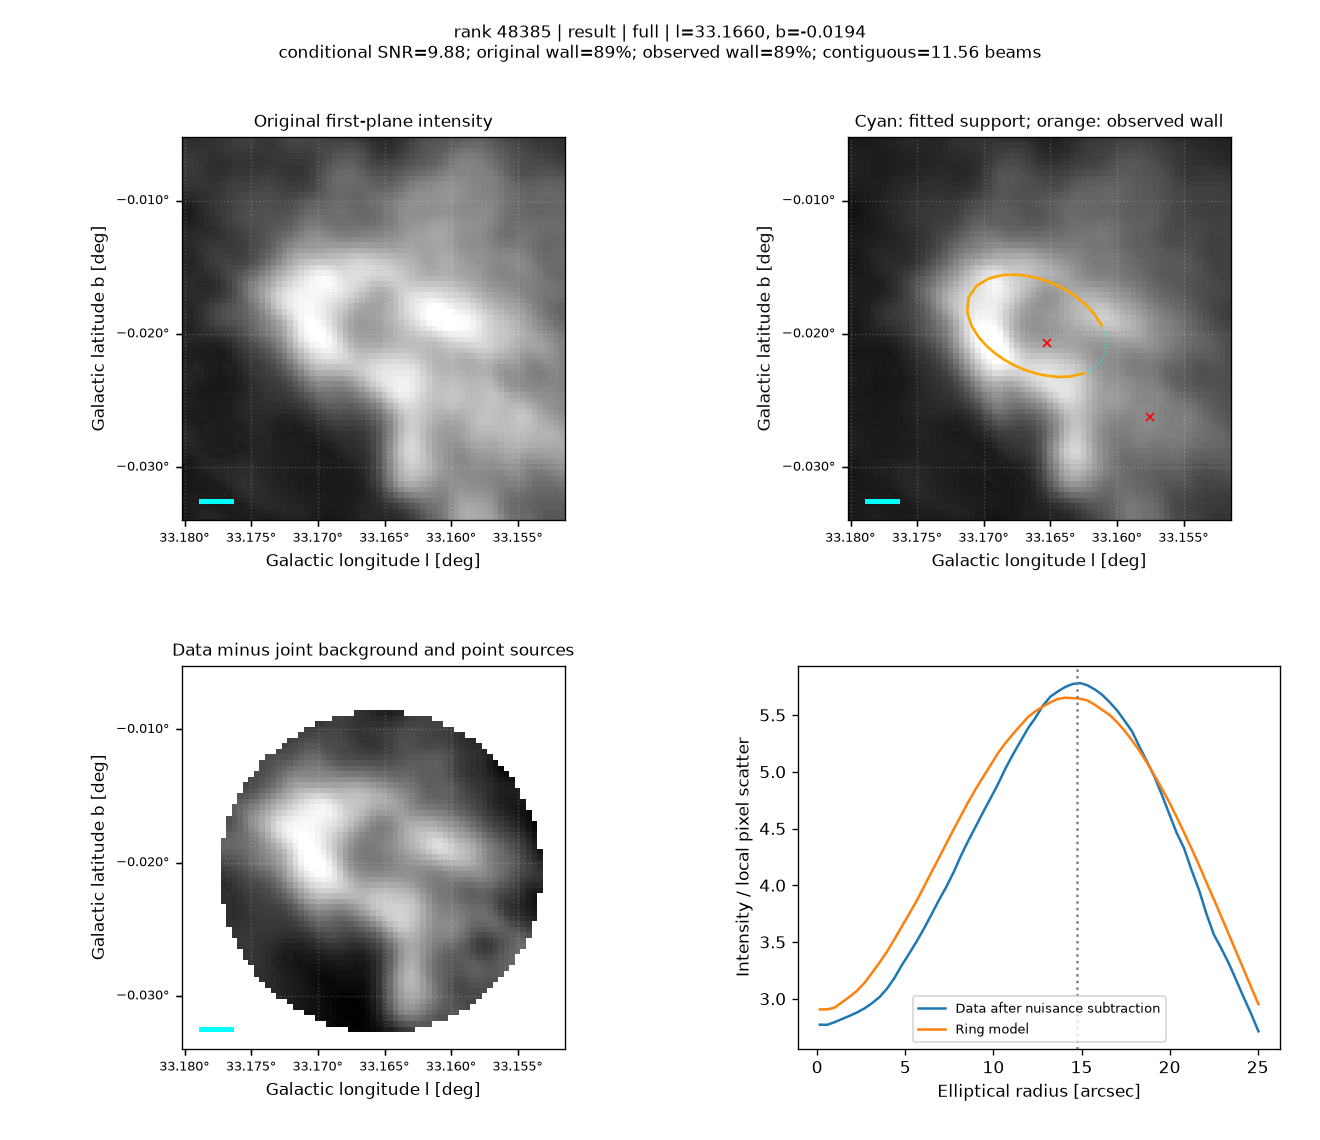 rank 48385 | result | full | l=33.1660, b=-0.0194
conditional SNR=9.88; original wall=89%; observed wall=89%; contiguous=11.56 beams
Original first-plane intensity
−0.010°
−0.020°
−0.030°
33.180°
33.175°
33.170°
33.165°
33.160°
33.155°
Galactic latitude b [deg]
Galactic longitude l [deg]
Cyan: fitted support; orange: observed wall
−0.010°
−0.020°
−0.030°
33.180°
33.175°
33.170°
33.165°
33.160°
33.155°
Galactic latitude b [deg]
Galactic longitude l [deg]
Data minus joint background and point sources
−0.010°
−0.020°
−0.030°
33.180°
33.175°
33.170°
33.165°
33.160°
33.155°
Galactic latitude b [deg]
Galactic longitude l [deg]
5.5
5.0
4.5
4.0
3.5
3.0
Intensity / local pixel scatter
Data after nuisance subtraction
Ring model
0
5
10
15
20
25
Elliptical radius [arcsec]